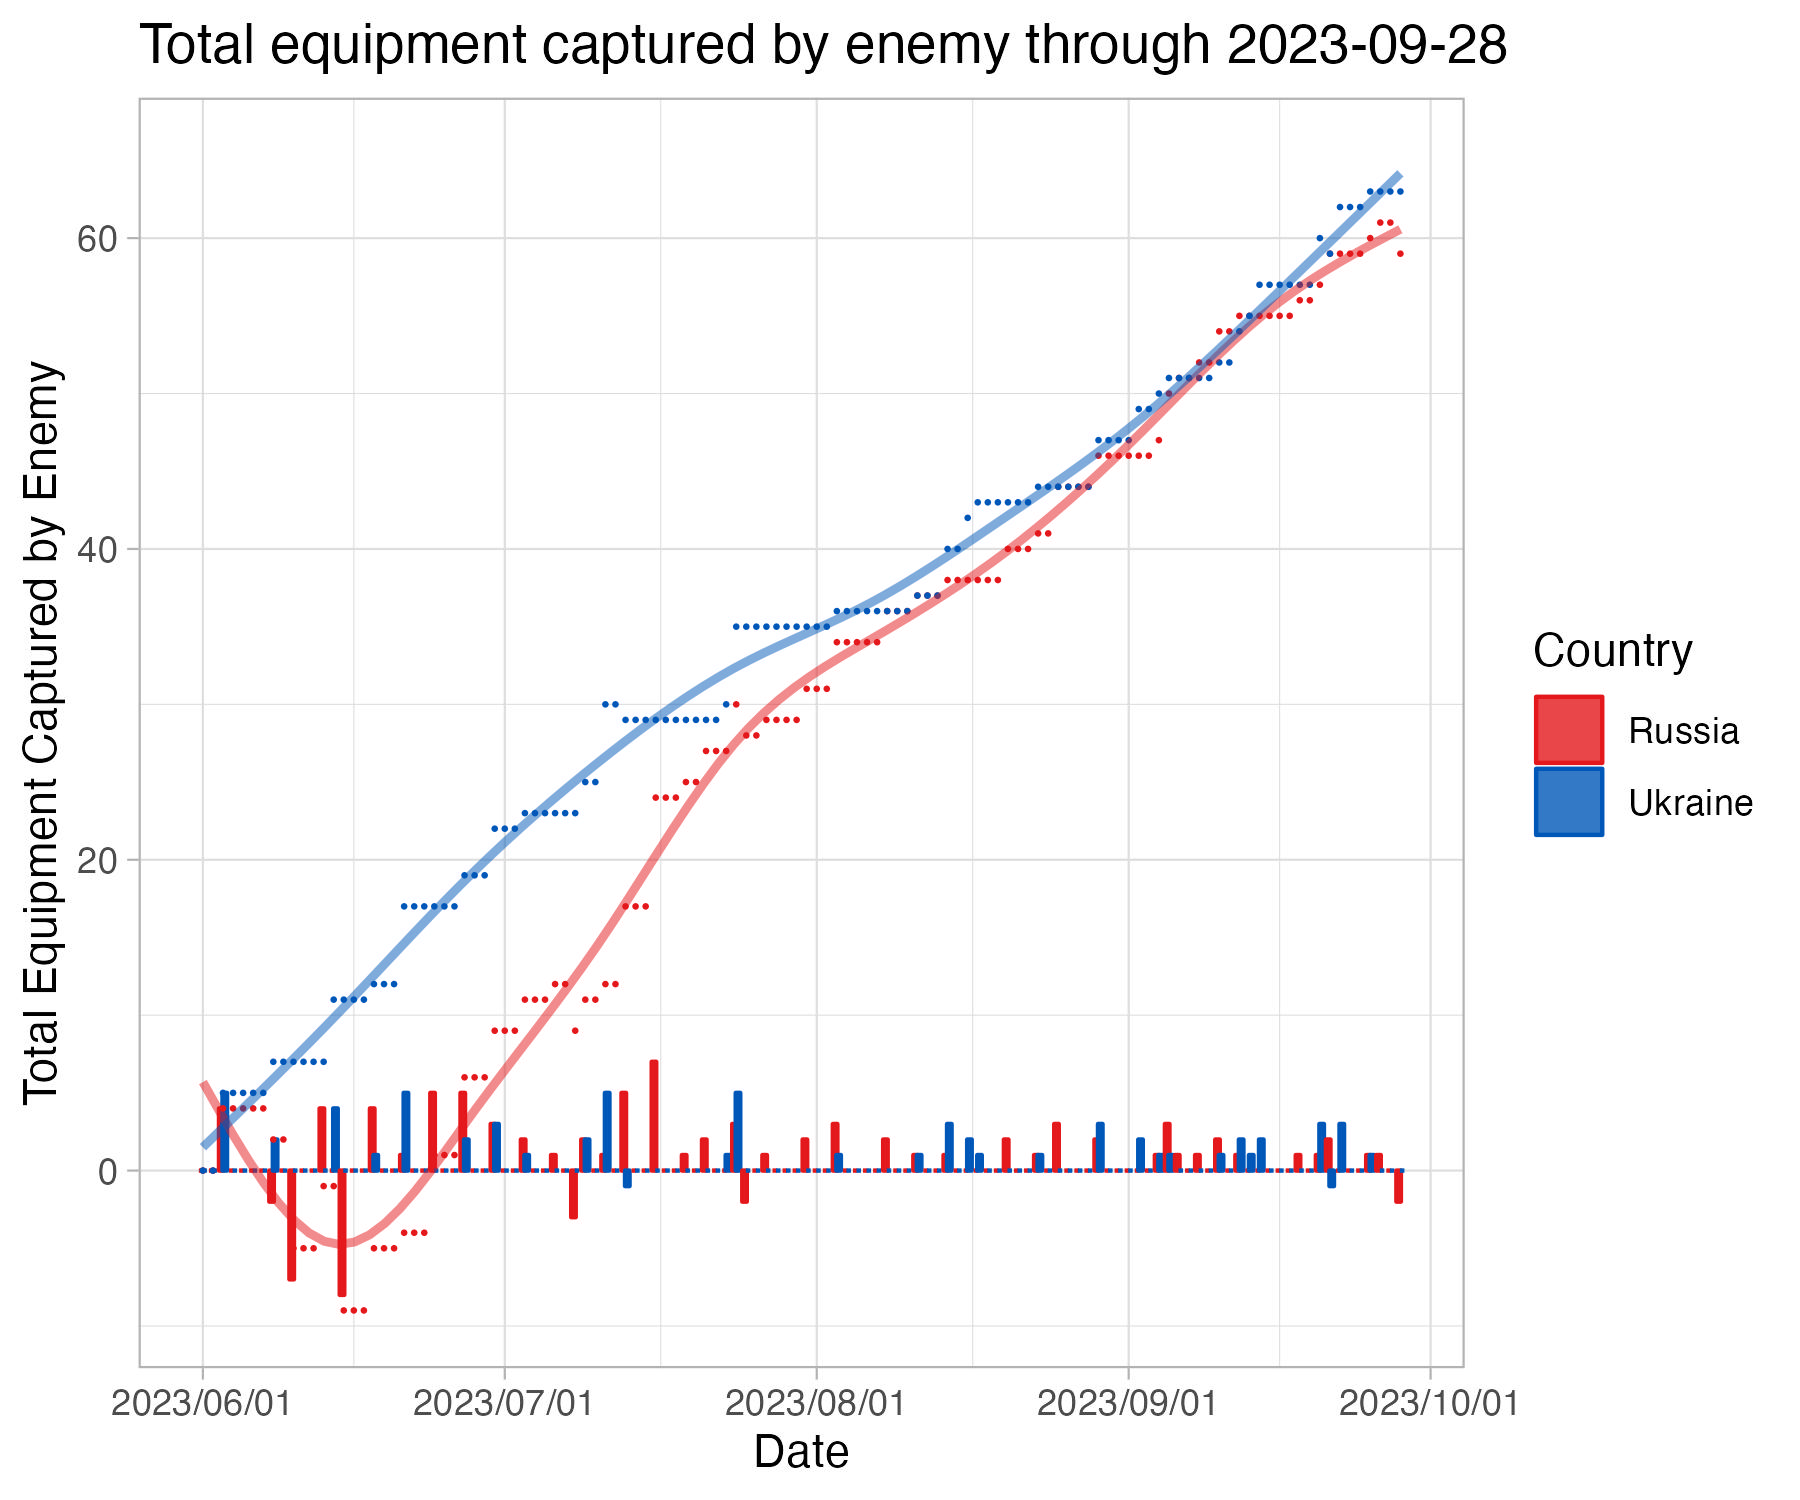 Total equipment captured by enemy through 2023-09-28
Total Equipment Captured by Enemy
60
40
20
0
2023/06/01
2023/07/01
2023/08/01
2023/09/01
2023/10/01
Date
Country
Russia
Ukraine